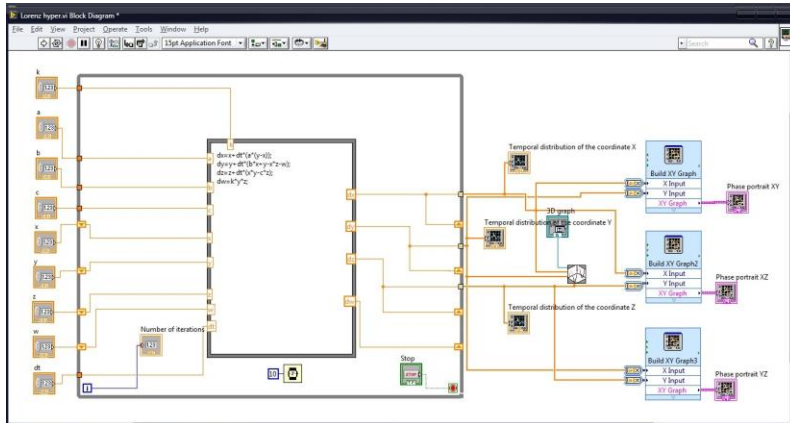 Lorenz hyper.vi Block Diagram *
File Edit View Project Operate Tools Window Help
15pt Application Font
Search
k
a
b
c
x
y
z
w
dt
dx=x+dt*(a*(y-x));
dy=y+dt*(b*x+y-x*z-w);
dz=z+dt*(x*y-c*z);
dw=k*y*z;
Number of iterations
i
10
Stop
STOP
Temporal distribution of the coordinate X
3D graph
Temporal distribution of the coordinate Y
Temporal distribution of the coordinate Z
Build XY Graph
X Input
Y Input
XY Graph
Phase portrait XY
Build XY Graph2
X Input
Y Input
XY Graph
Phase portrait XZ
Build XY Graph3
X Input
Y Input
XY Graph
Phase portrait YZ